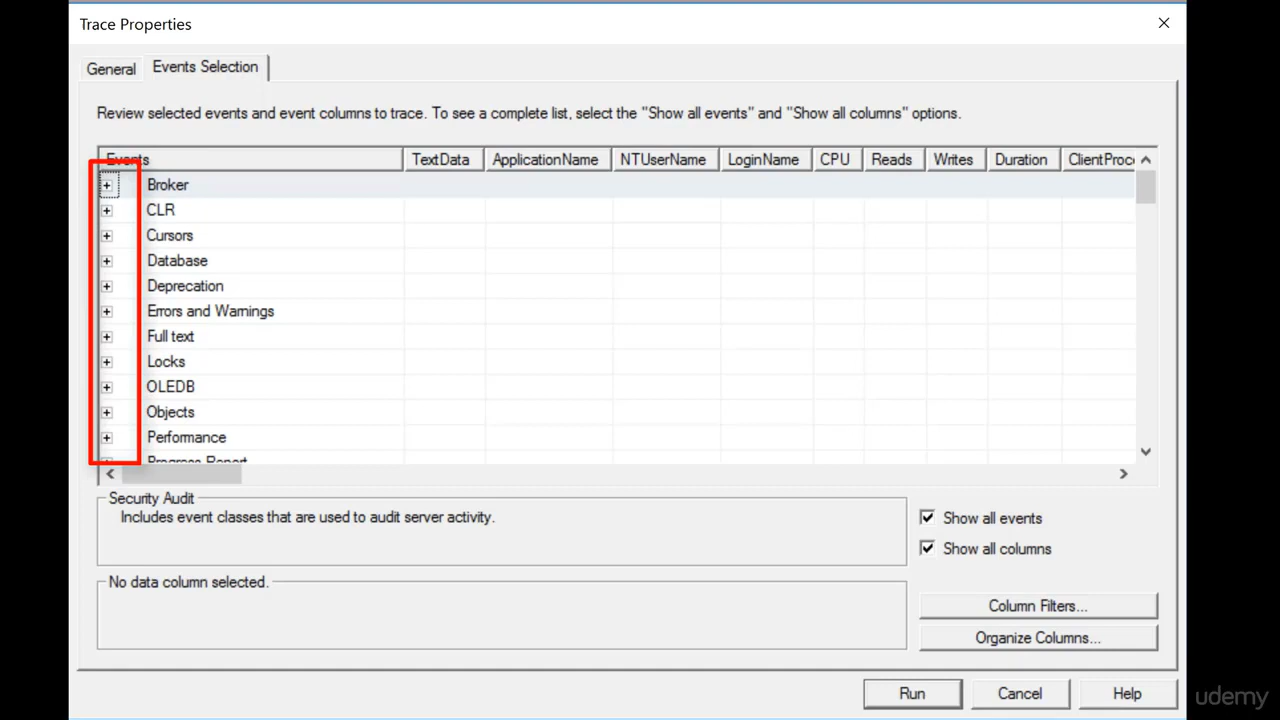 Trace Properties
General
Events Selection
Review selected events and event columns to trace. To see a complete list, select the "Show all events" and "Show all columns" options.
Events TextData ApplicationName NTUserName LoginName CPU Reads Writes Duration ClientProc
Broker
CLR
Cursors
Database
Deprecation
Errors and Warnings
Full text
Locks
OLEDB
Objects
Performance
Progress Report
Security Audit
Includes event classes that are used to audit server activity.
Show all events
Show all columns
No data column selected.
Column Filters...
Organize Columns...
Run Cancel Help
udemy